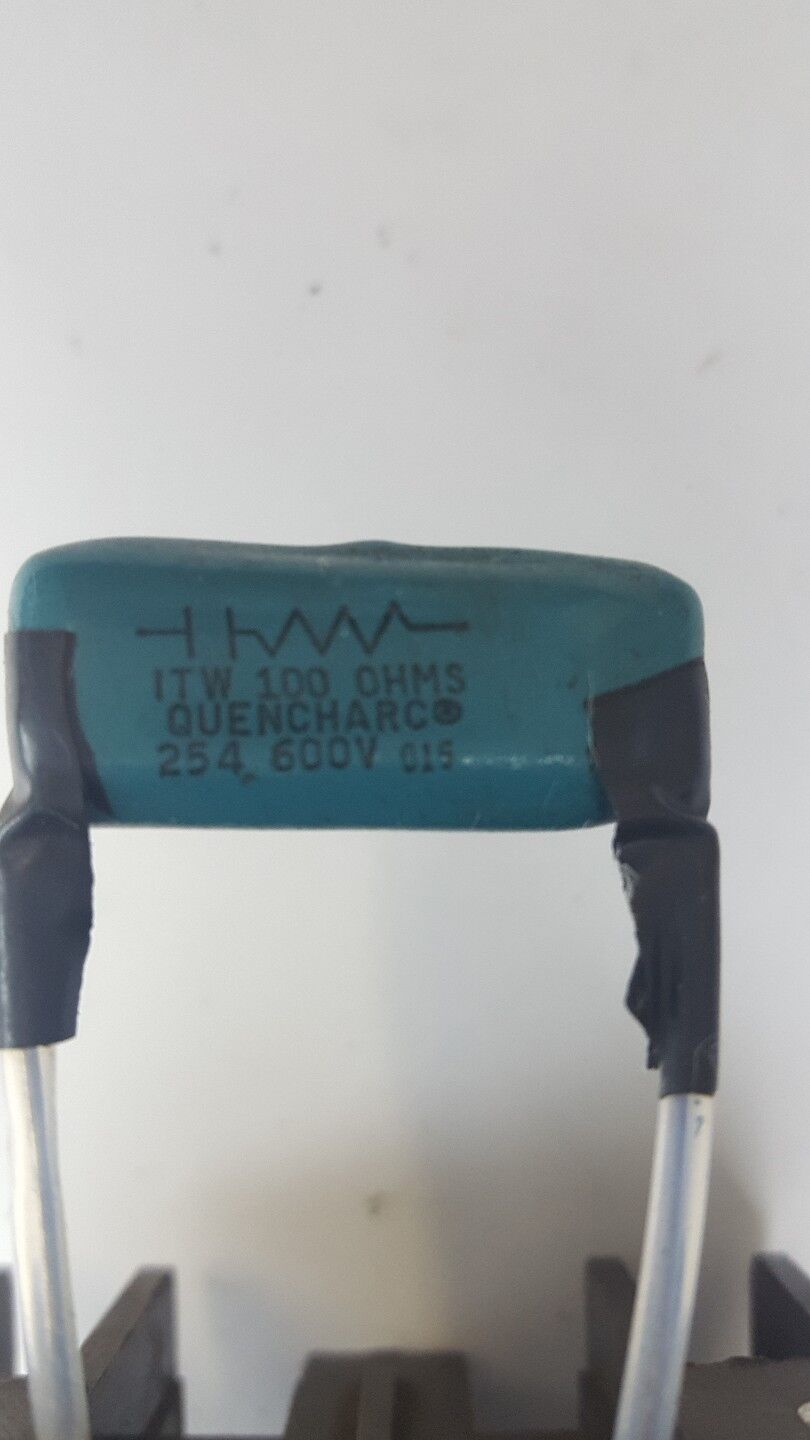 ITW 100 OHMS
QUENCHARC®
254 600V 015